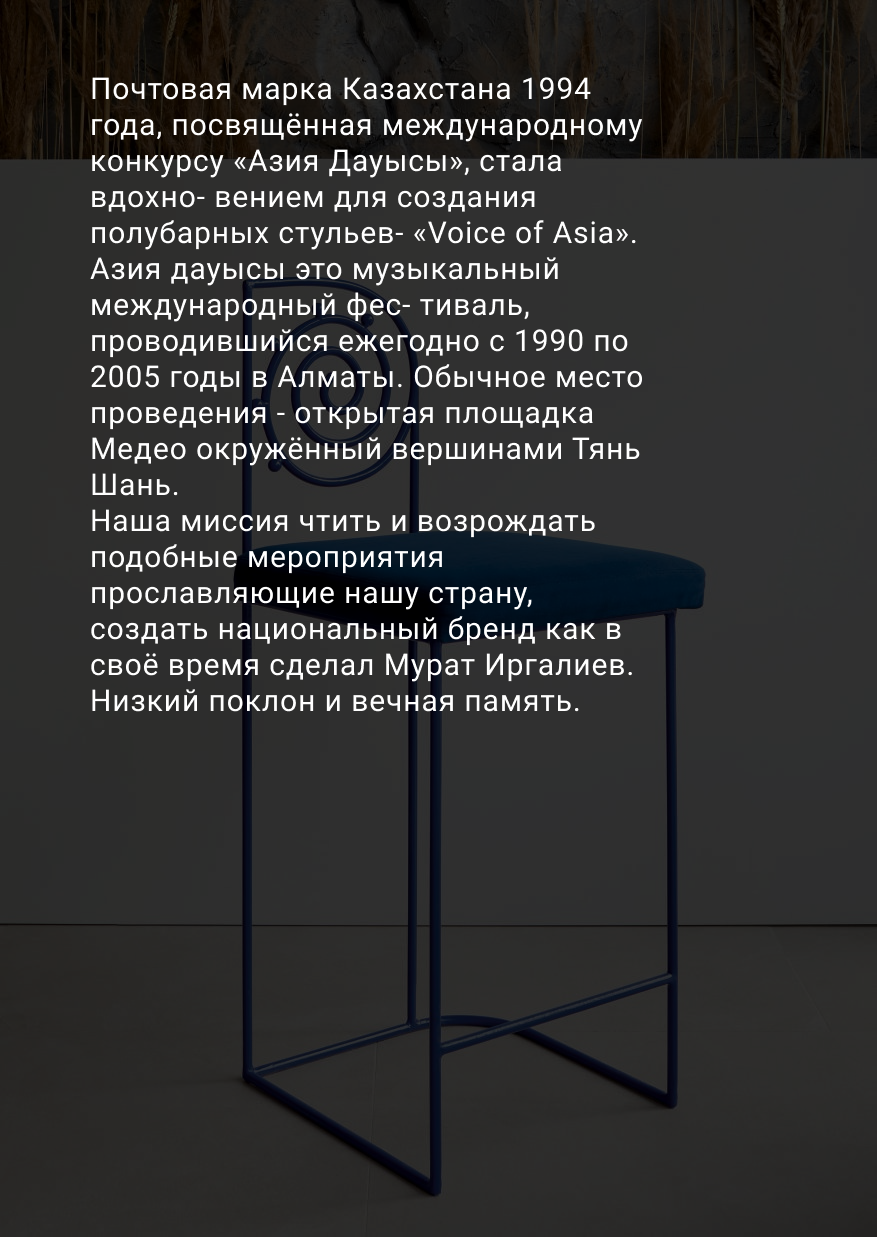 Почтовая марка Казахстана 1994
года, посвящённая международному
конкурсу «Азия Дауысы», стала
вдохно- вением для создания
полубарных стульев- «Voice of Asia».
Азия дауысы это музыкальный
международный фес- тиваль,
проводившийся ежегодно с 1990 по
2005 годы в Алматы. Обычное место
проведения - открытая площадка
Медео окружённый вершинами Тянь
Шань.
Наша миссия чтить и возрождать
подобные мероприятия
прославляющие нашу страну,
создать национальный бренд как в
своё время сделал Мурат Иргалиев.
Низкий поклон и вечная память.